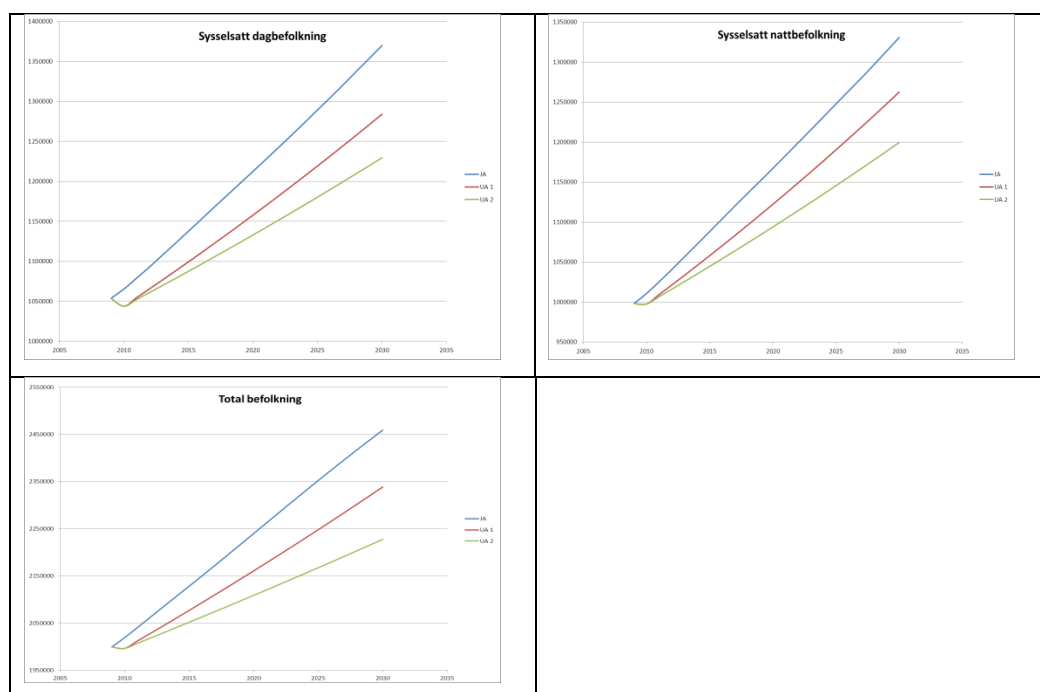 Sysselsatt dagbefolkning
1400000
1350000
1300000
1250000
1200000
1150000
1100000
1050000
1000000
2005 2010 2015 2020 2025 2030 2035
JA
UA 1
UA 2
Sysselsatt nattbefolkning
1350000
1300000
1250000
1200000
1150000
1100000
1050000
1000000
950000
2005 2010 2015 2020 2025 2030 2035
JA
UA 1
UA 2
Total befolkning
2550000
2450000
2350000
2250000
2150000
2050000
1950000
2005 2010 2015 2020 2025 2030 2035
JA
UA 1
UA 2